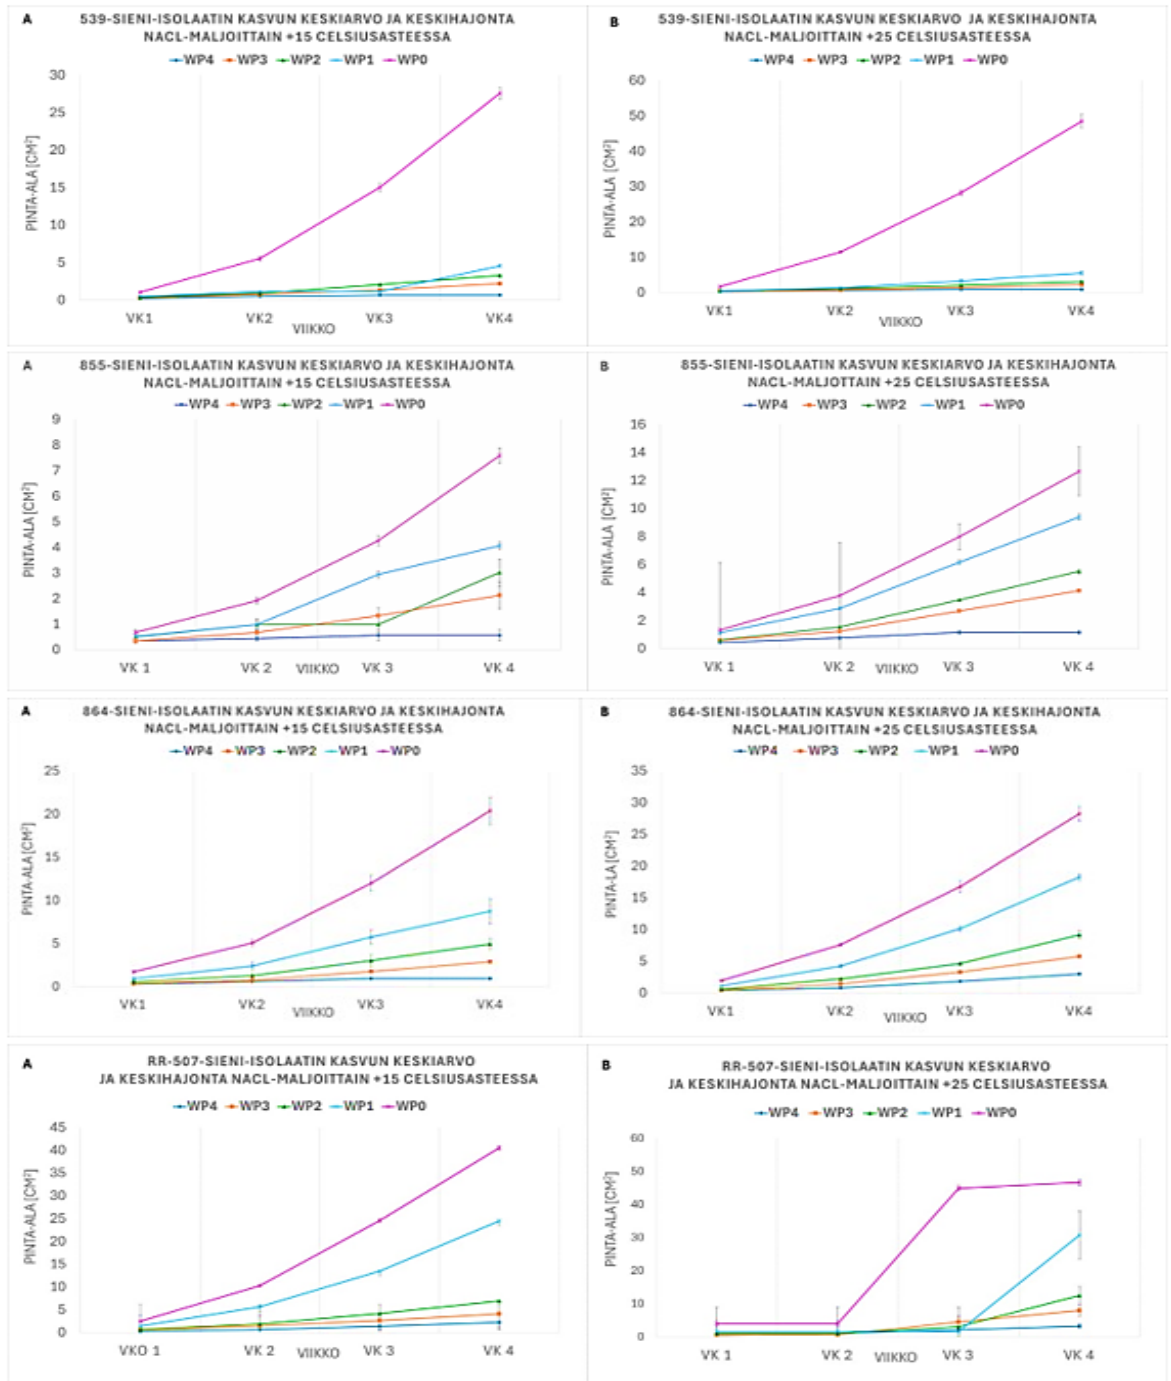 A
539-SIENI-ISOLAATIN KASVUN KESKIARVO JA KESKIHAJONTA
NACL-MALJOITTAIN +15 CELSIUSASTEESSA
WP4 WP3 WP2 WP1 WP0
30
25
20
15
10
5
0
PINTA-ALA [CM²]
VK1 VK2 VK3 VK4
VIIKKO
B
539-SIENI-ISOLAATIN KASVUN KESKIARVO JA KESKIHAJONTA
NACL-MALJOITTAIN +25 CELSIUSASTEESSA
WP4 WP3 WP2 WP1 WP0
60
50
40
30
20
10
0
PINTA-ALA [CM²]
VK1 VK2 VK3 VK4
VIIKKO
A
855-SIENI-ISOLAATIN KASVUN KESKIARVO JA KESKIHAJONTA
NACL-MALJOITTAIN +15 CELSIUSASTEESSA
WP4 WP3 WP2 WP1 WP0
9
8
7
6
5
4
3
2
1
0
PINTA-ALA [CM²]
VK 1 VK 2 VK 3 VK 4
VIIKKO
B
855-SIENI-ISOLAATIN KASVUN KESKIARVO JA KESKIHAJONTA
NACL-MALJOTTAIN +25 CELSIUSASTEESSA
WP4 WP3 WP2 WP1 WP0
16
14
12
10
8
6
4
2
0
PINTA-ALA [CM²]
VK 1 VK 2 VK 3 VK 4
VIIKKO
A
864-SIENI-ISOLAATIN KASVUN KESKIARVO JA KESKIHAJONTA
NACL-MALJOITTAIN +15 CELSIUSASTEESSA
WP4 WP3 WP2 WP1 WP0
25
20
15
10
5
0
PINTA-ALA [CM²]
VK1 VK2 VK3 VK4
VIIKKO
B
864-SIENI-ISOLAATIN KASVUN KESKIARVO JA KESKIHAJONTA
NACL-MALJOITTAIN +25 CELSIUSASTEESSA
WP4 WP3 WP2 WP1 WP0
35
30
25
20
15
10
5
0
PINTA-LA [CM²]
VK1 VK2 VK3 VK4
VIIKKO
A
RR-507-SIENI-ISOLAATIN KASVUN KESKIARVO
JA KESKIHAJONTA NACL-MALJOITTAIN +15 CELSIUSASTEESSA
WP4 WP3 WP2 WP1 WP0
45
40
35
30
25
20
15
10
5
0
PINTA-ALA [CM²]
VKO 1 VK 2 VK 3 VK 4
VIIKKO
B
RR-507-SIENI-ISOLAATIN KASVUN KESKIARVO
JA KESKIHAJONTA NACL-MALJOITTAIN +25 CELSIUSASTEESSA
WP4 WP3 WP2 WP1 WP0
60
50
40
30
20
10
0
PINTA-ALA [CM²]
VK 1 VK 2 VK 3 VK 4
VIIKKO